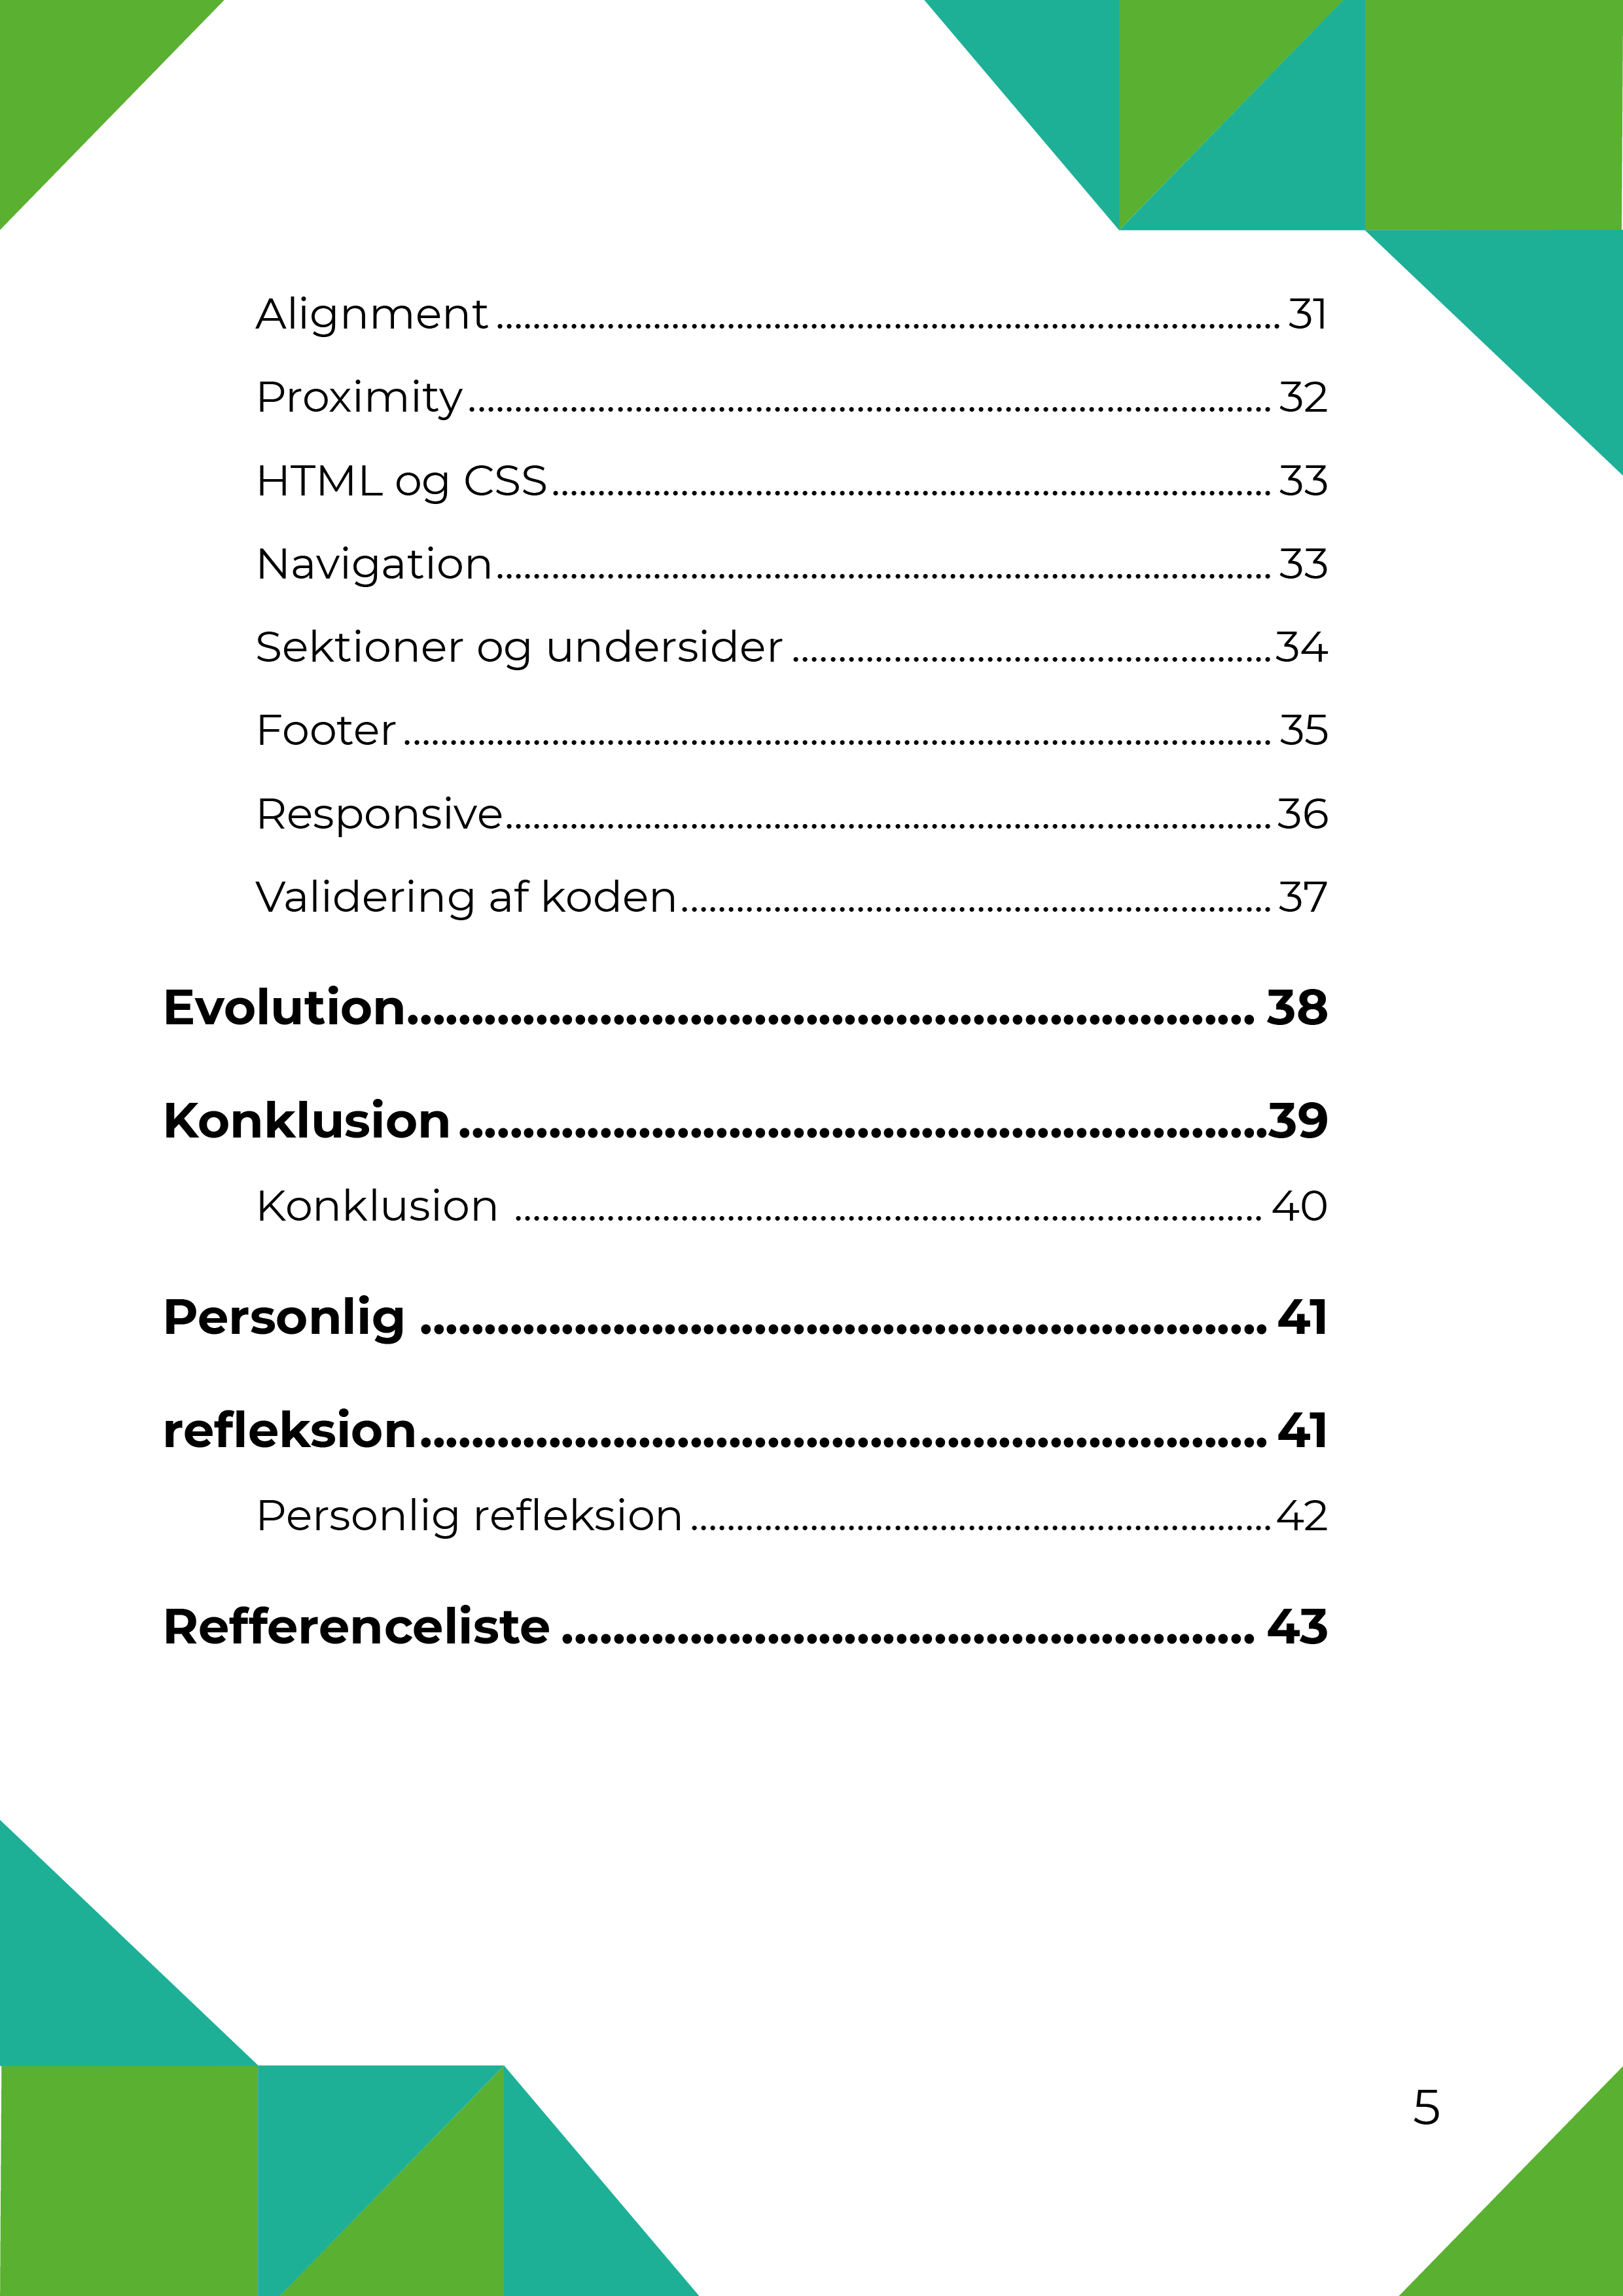 Alignment ........................................................................ 31
Proximity ........................................................................ 32
HTML og CSS ........................................................................ 33
Navigation ........................................................................ 33
Sektioner og undersider .................................................... 34
Footer ........................................................................ 35
Responsive ........................................................................ 36
Validering af koden ................................................................ 37
Evolution .................................................................. 38
Konklusion ............................................................... 39
Konklusion ........................................................................ 40
Personlig .................................................................. 41
refleksion .................................................................. 41
Personlig refleksion ............................................................... 42
Refferenceliste ...................................................... 43
5